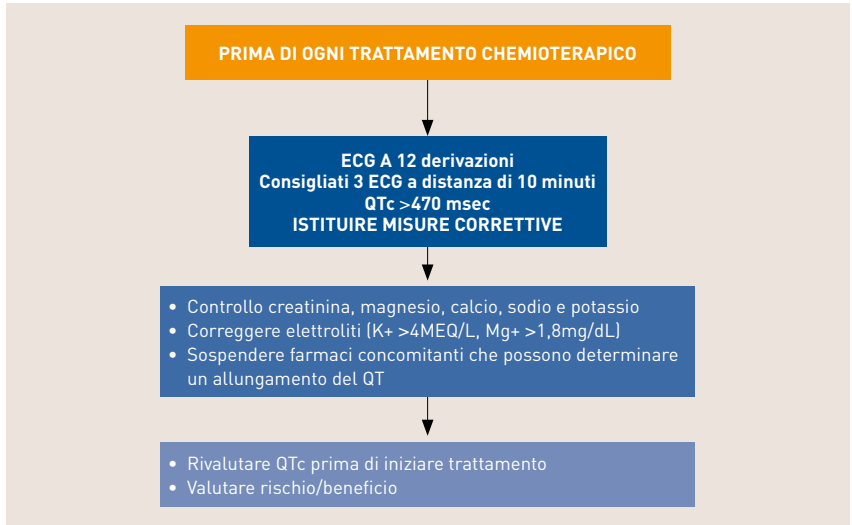 PRIMA DI OGNI TRATTAMENTO CHEMIOTERAPICO
ECG A 12 derivazioni
Consigliati 3 ECG a distanza di 10 minuti
QTc >470 msec
ISTITUIRE MISURE CORRETTIVE
• Controllo creatinina, magnesio, calcio, sodio e potassio
• Correggere elettroliti (K+ >4MEQ/L, Mg+ >1,8mg/dL)
• Sospendere farmaci concomitanti che possono determinare
un allungamento del QT
• Rivalutare QTc prima di iniziare trattamento
• Valutare rischio/beneficio